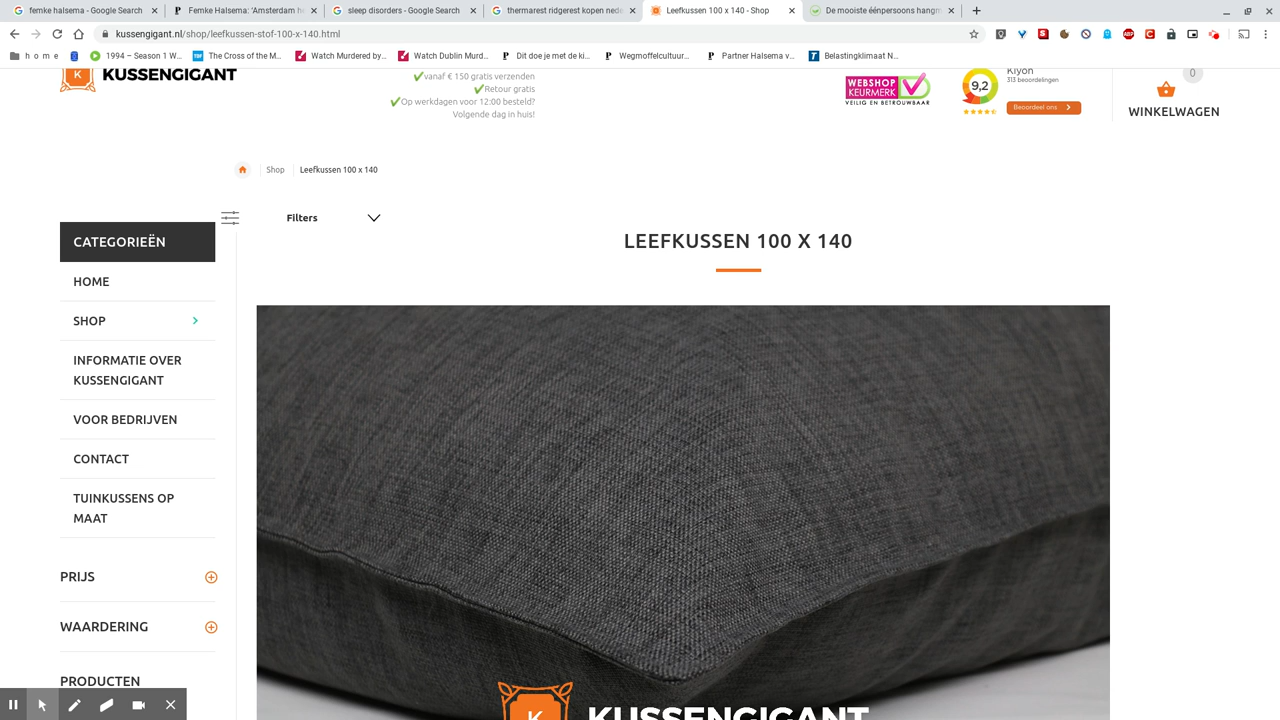 femke halsema - Google Search
Femke Halsema: 'Amsterdam he
sleep disorders - Google Search
thermarest ridgerest kopen nede
Leefkussen 100 x 140 - Shop
De mooiste éénpersoons hangm
kussengigant.nl/shop/leefkussen-stof-100-x-140.html
h o m e
1994 – Season 1 W...
The Cross of the M...
Watch Murdered by...
Watch Dublin Murd...
Dit doe je met de ki...
Wegmoffelcultuur...
Partner Halsema v...
Belastingklimaat N...
KUSSENGIGANT
✔vanaf € 150 gratis verzenden
✔Retour gratis
✔Op werkdagen voor 12:00 besteld?
Volgende dag in huis!
WEBSHOP
KEURMERK
VEILIG EN BETROUWBAAR
9,2
Kiyoh
313 beoordelingen
Beoordeel ons
0
WINKELWAGEN
Shop
Leefkussen 100 x 140
Filters
CATEGORIEËN
HOME
SHOP
INFORMATIE OVER
KUSSENGIGANT
VOOR BEDRIJVEN
CONTACT
TUINKUSSENS OP
MAAT
PRIJS
WAARDERING
PRODUCTEN
LEEFKUSSEN 100 X 140
K
KUSSENGIGANT